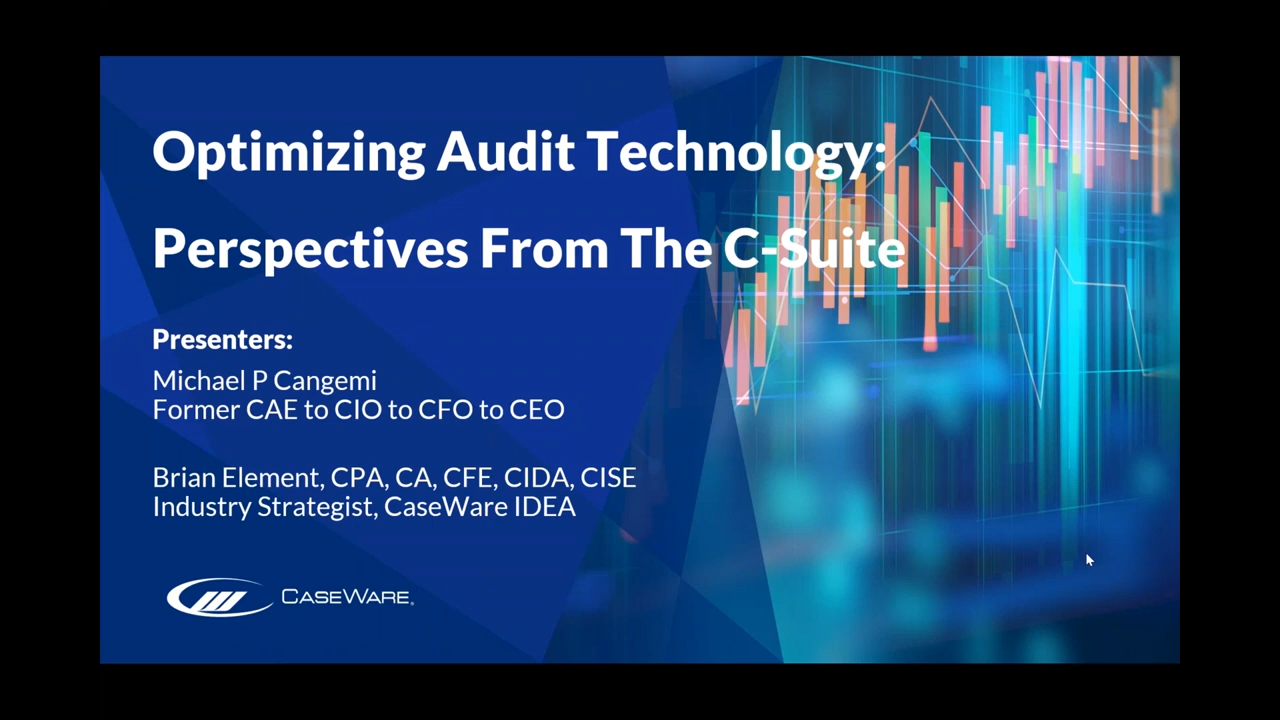 Optimizing Audit Technology:
Perspectives From The C-Suite
Presenters:
Michael P Cangemi
Former CAE to CIO to CFO to CEO
Brian Element, CPA, CA, CFE, CIDA, CISE
Industry Strategist, CaseWare IDEA
CASEWARE®